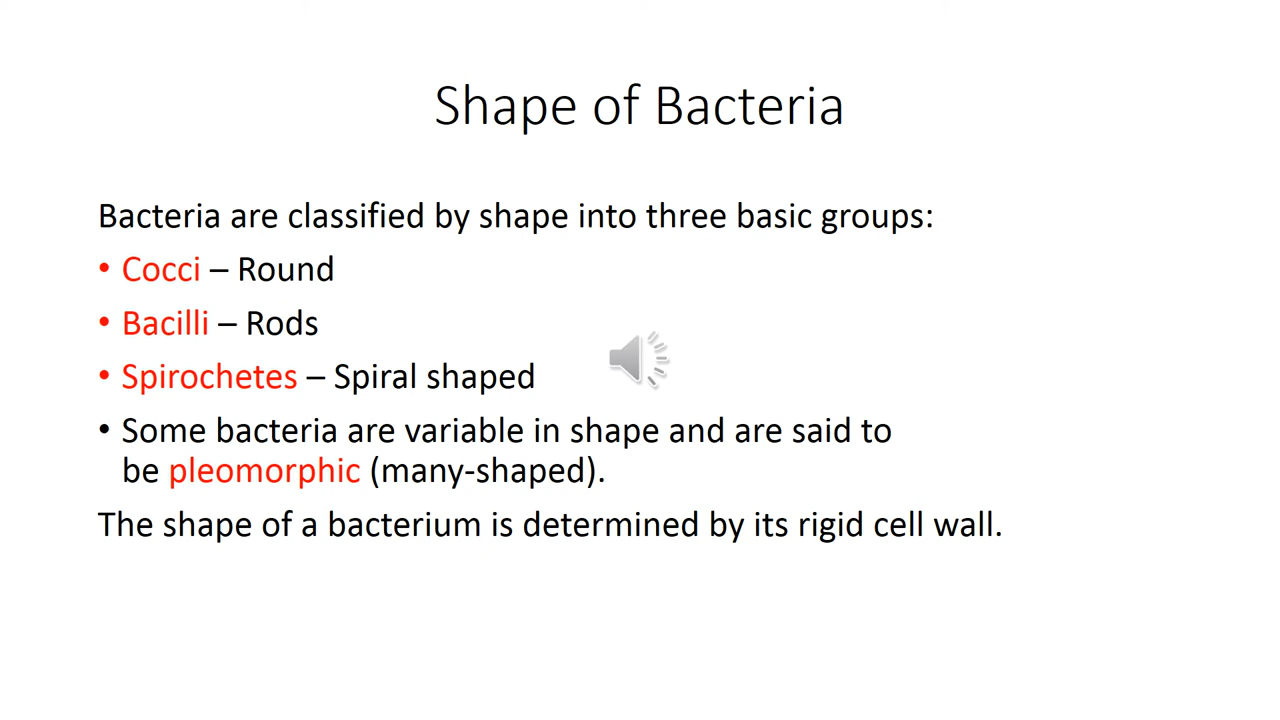 Shape of Bacteria
Bacteria are classified by shape into three basic groups:
• Cocci – Round
• Bacilli – Rods
• Spirochetes – Spiral shaped
• Some bacteria are variable in shape and are said to
be pleomorphic (many-shaped).
The shape of a bacterium is determined by its rigid cell wall.